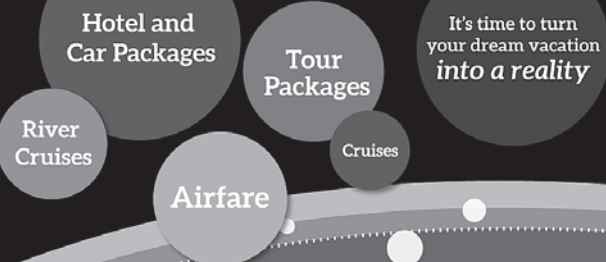 Hotel and
Car Packages
Tour
Packages
It's time to turn
your dream vacation
into a reality
River
Cruises
Cruises
Airfare